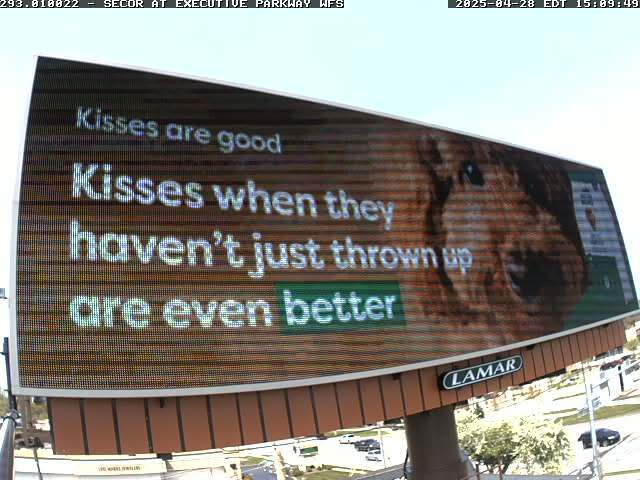 293.010022 - SECOR AT EXECUTIVE PARKWAY WFS
2025-04-28 EDT 15:09:49
Kisses are good
Kisses when they
haven't just thrown up
are even better
LAMAR